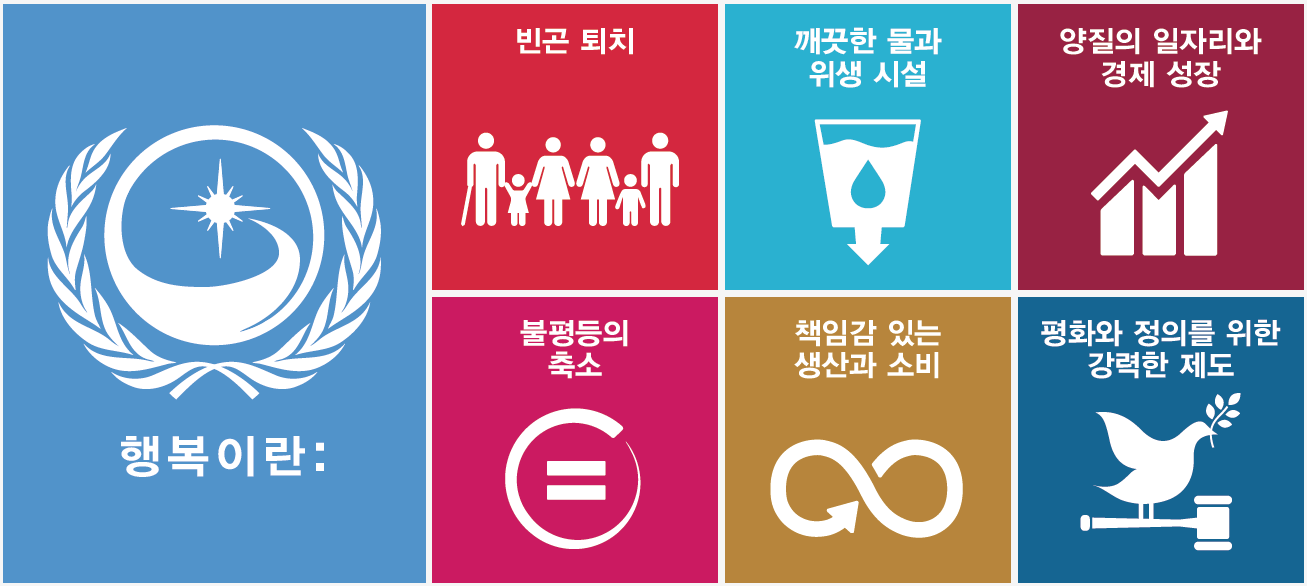 행복이란:
빈곤 퇴치
깨끗한 물과
위생 시설
양질의 일자리와
경제 성장
불평등의
축소
책임감 있는
생산과 소비
평화와 정의를 위한
강력한 제도